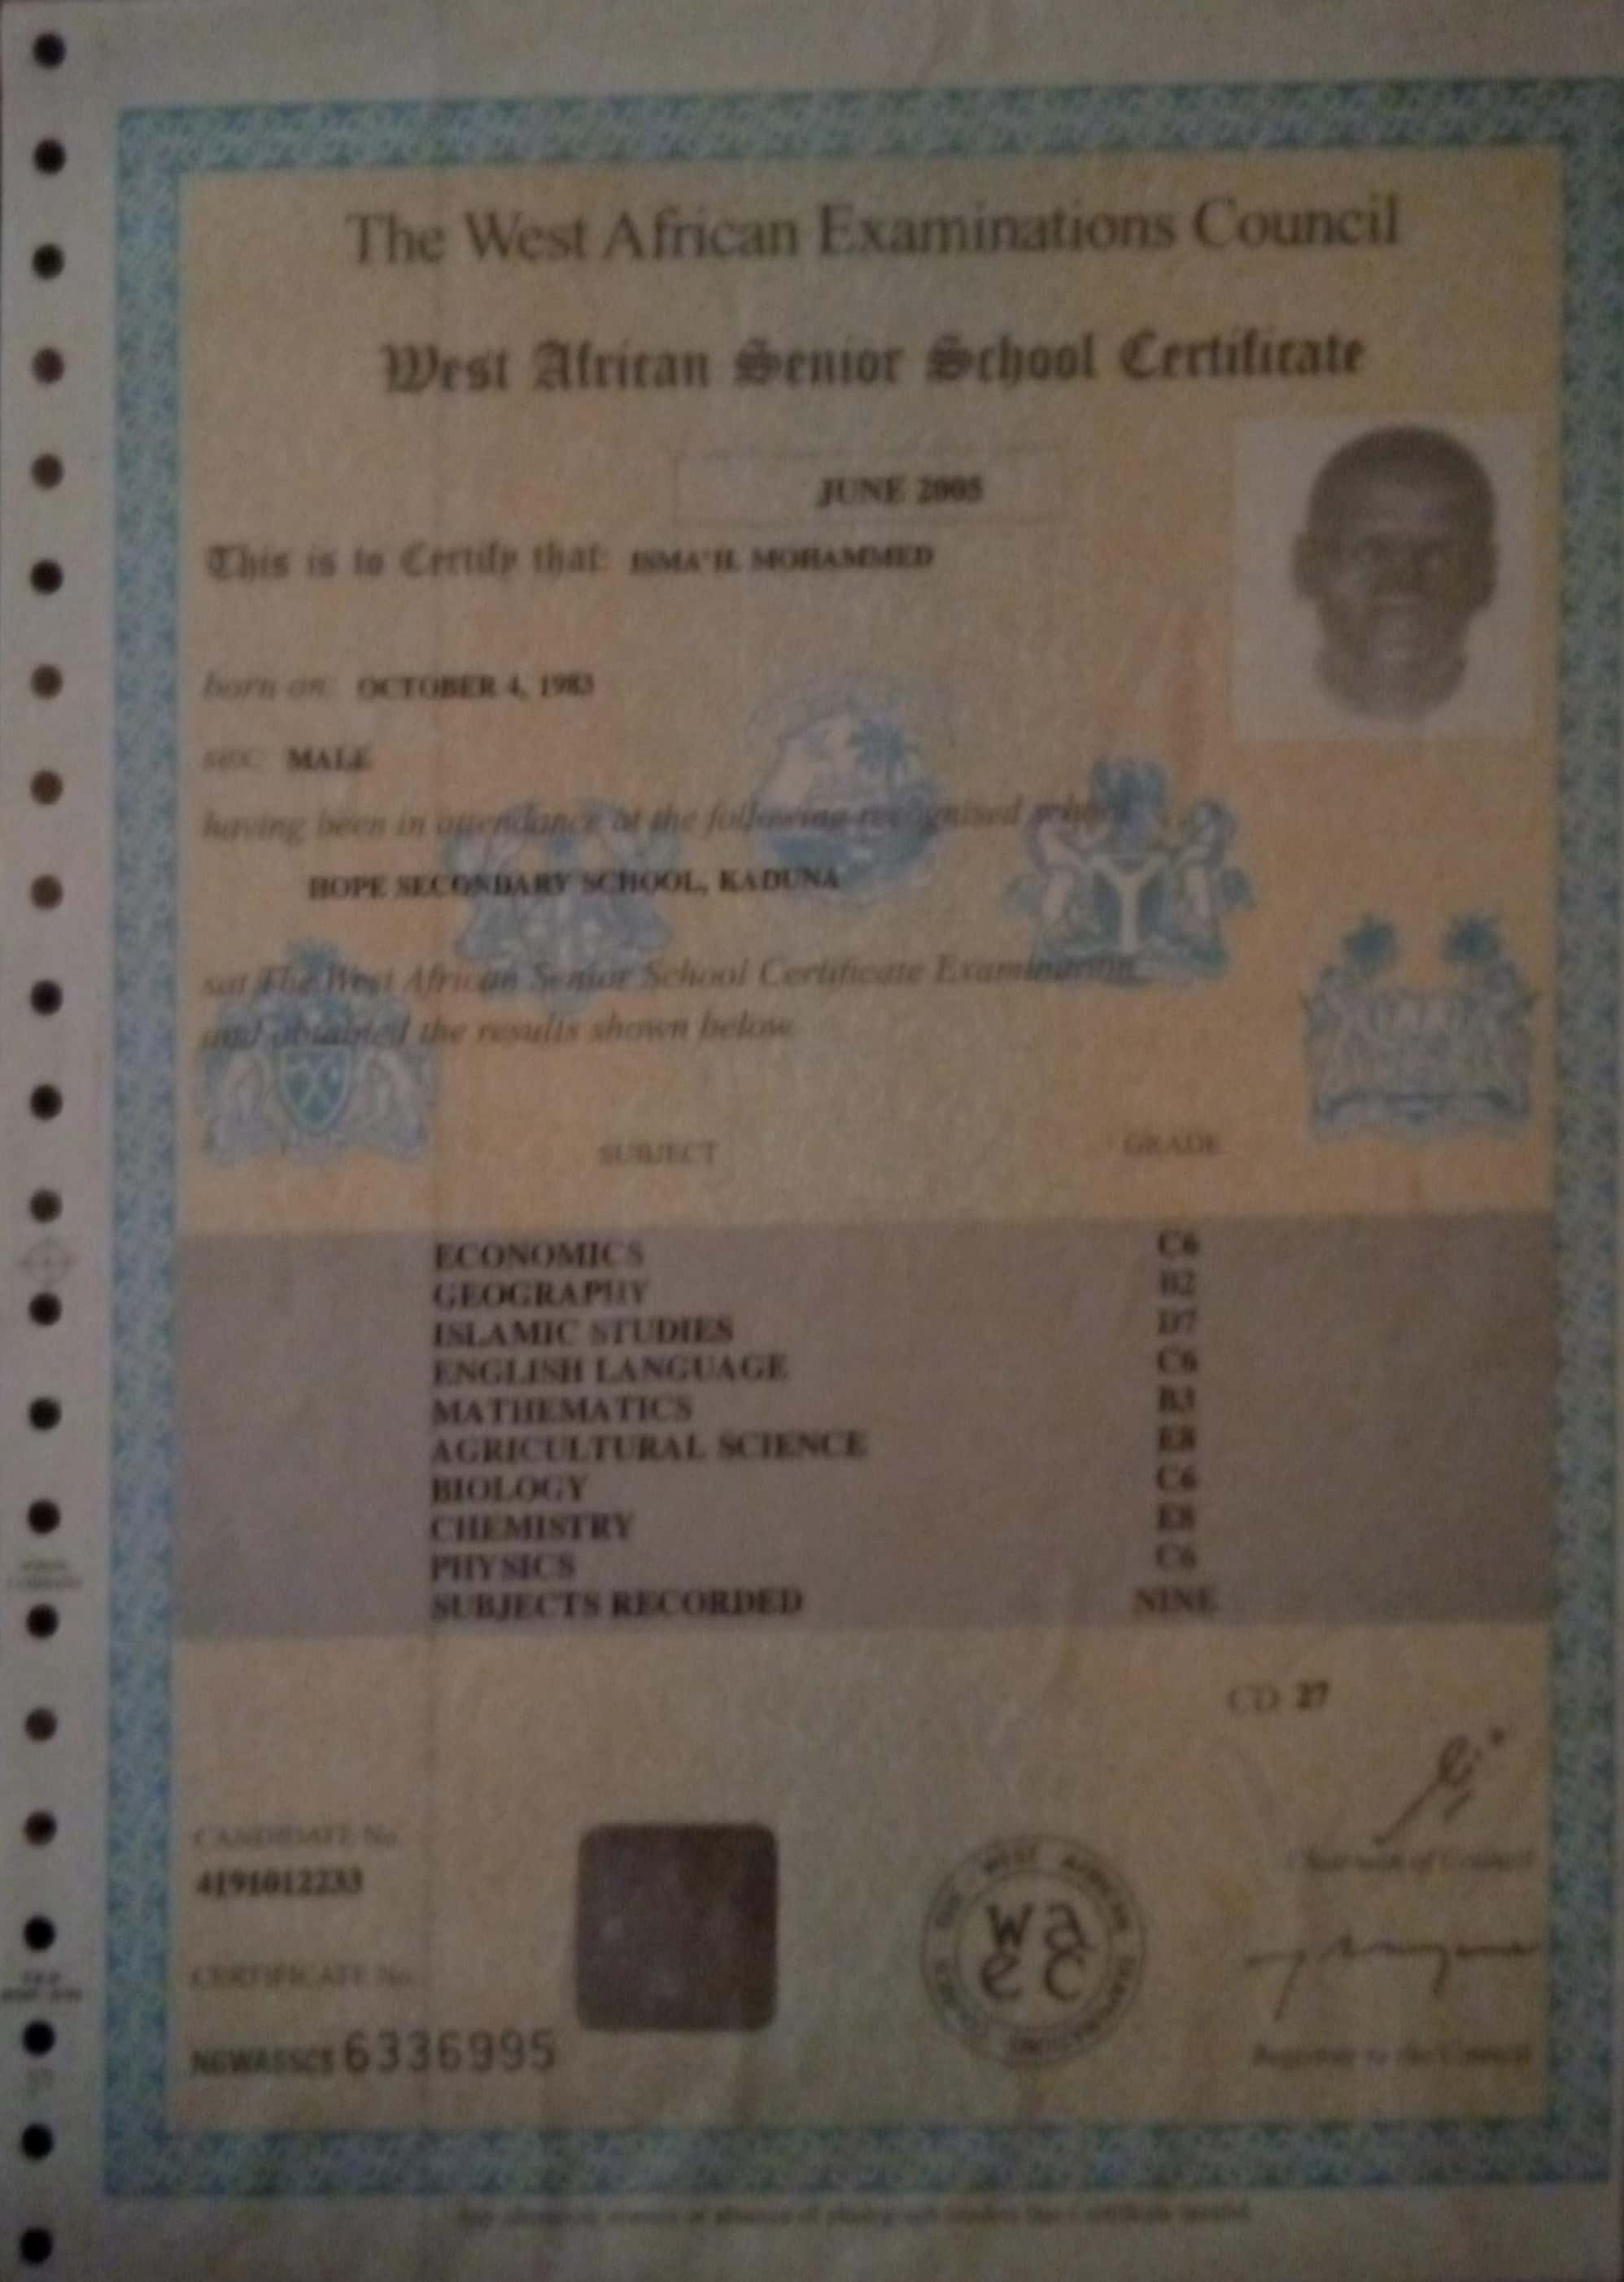 The West African Examinations Council
West African Senior School Certificate
JUNE 2005
This is to Certify that: ISMA'IL MOHAMMED
born on: OCTOBER 4, 1983
sex: MALE
having been in attendance at the following recognised school
HOPE SECONDARY SCHOOL, KADUNA
sat The West African Senior School Certificate Examination
and obtained the results shown below
SUBJECT GRADE
ECONOMICS C6
GEOGRAPHY B2
ISLAMIC STUDIES D7
ENGLISH LANGUAGE C6
MATHEMATICS B3
AGRICULTURAL SCIENCE E8
BIOLOGY C6
CHEMISTRY E8
PHYSICS C6
SUBJECTS RECORDED NINE
CD 27
CANDIDATE No.
4191012233
Chairman of Council
waec
CERTIFICATE No.
NGWASSCS 6336995
Registrar to the Council